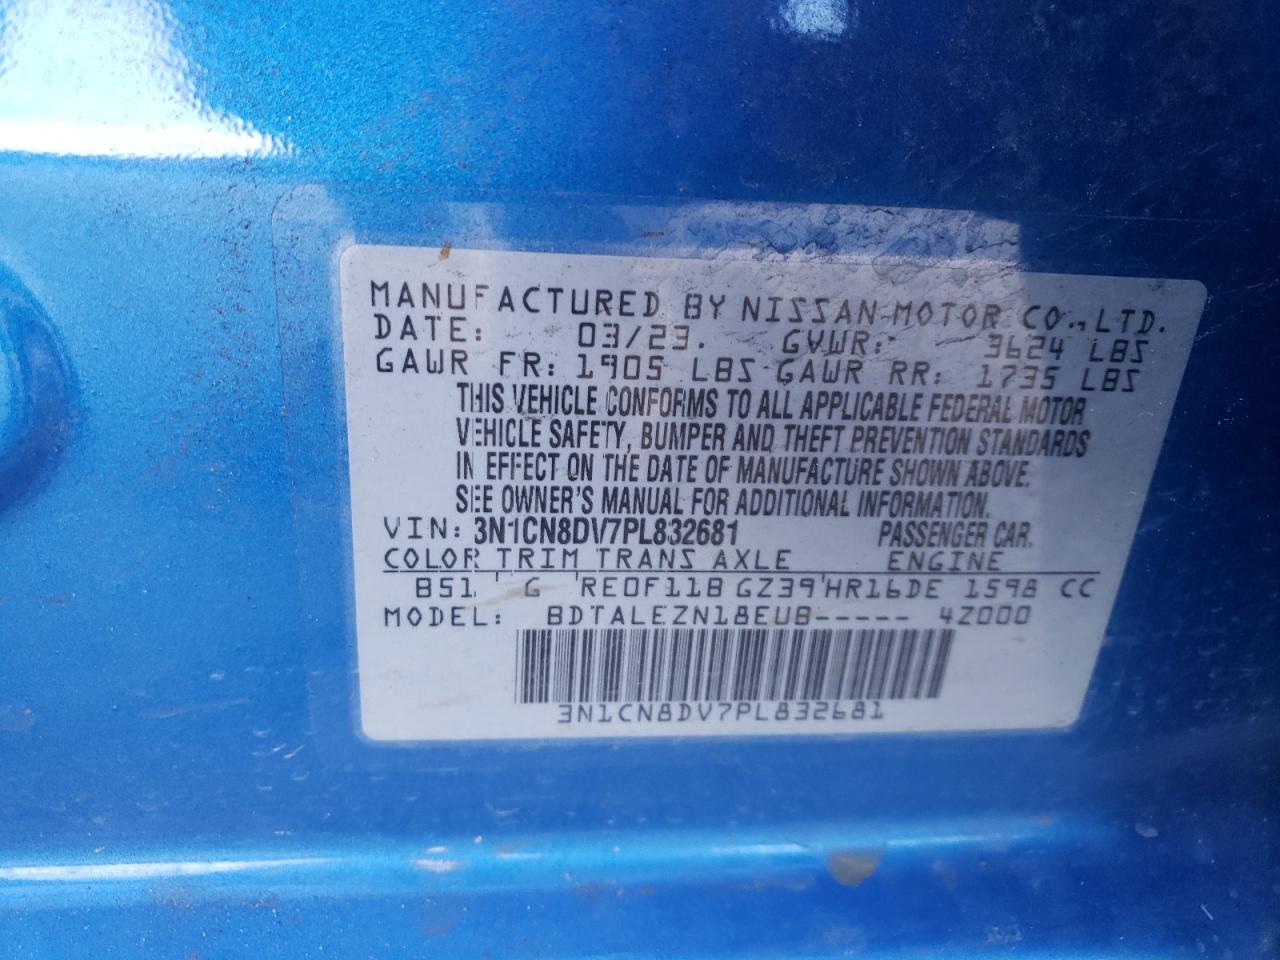 MANUFACTURED BY NISSAN MOTOR CO., LTD.
DATE: 03/23. GVWR: 3624 LBS
GAWR FR: 1905 LBS GAWR RR: 1735 LBS
THIS VEHICLE CONFORMS TO ALL APPLICABLE FEDERAL MOTOR
VEHICLE SAFETY, BUMPER AND THEFT PREVENTION STANDARDS
IN EFFECT ON THE DATE OF MANUFACTURE SHOWN ABOVE.
SEE OWNER'S MANUAL FOR ADDITIONAL INFORMATION.
VIN: 3N1CN8DV7PL832681 PASSENGER CAR.
COLOR TRIM TRANS AXLE ENGINE
B51 G RE0F11B GZ39 HR16DE 1598 CC
MODEL: BDTALEZN18EUB----- 4Z000
3N1CN8DV7PL832681